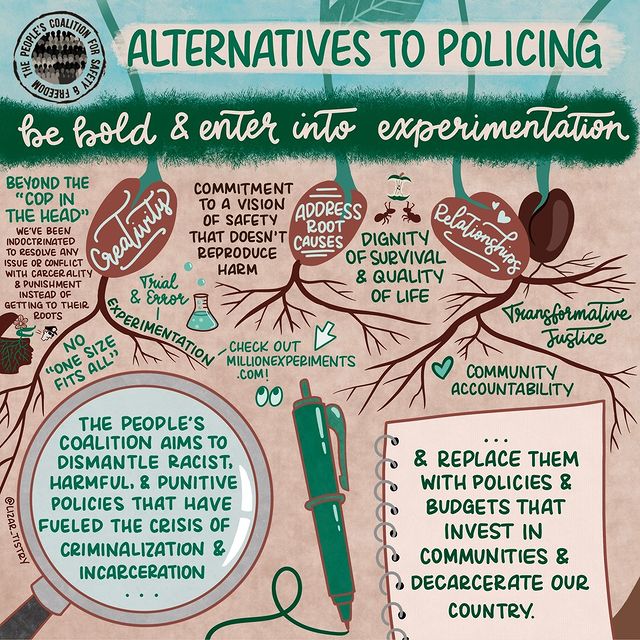 THE PEOPLE'S COALITION FOR SAFETY & FREEDOM
ALTERNATIVES TO POLICING
be bold & enter into experimentation
BEYOND THE
"COP IN
THE HEAD"
WE'VE BEEN
INDOCTRINATED
TO RESOLVE ANY
ISSUE OR CONFLICT
WITH CARCERALITY
& PUNISHMENT
INSTEAD OF
GETTING TO THEIR
ROOTS
Creativity
COMMITMENT
TO A VISION
OF SAFETY
THAT DOESN'T
REPRODUCE
HARM
ADDRESS
ROOT
CAUSES
DIGNITY
OF SURVIVAL
& QUALITY
OF LIFE
Relationships
Trial
& Error
EXPERIMENTATION
NO
"ONE SIZE
FITS ALL"
CHECK OUT
MILLIONEXPERIMENTS
.COM!
Transformative
Justice
COMMUNITY
ACCOUNTABILITY
THE PEOPLE'S
COALITION AIMS TO
DISMANTLE RACIST,
HARMFUL, & PUNITIVE
POLICIES THAT HAVE
FUELED THE CRISIS OF
CRIMINALIZATION &
INCARCERATION
...
...
& REPLACE THEM
WITH POLICIES &
BUDGETS THAT
INVEST IN
COMMUNITIES &
DECARCERATE OUR
COUNTRY.
@LIZAR_TISTRY